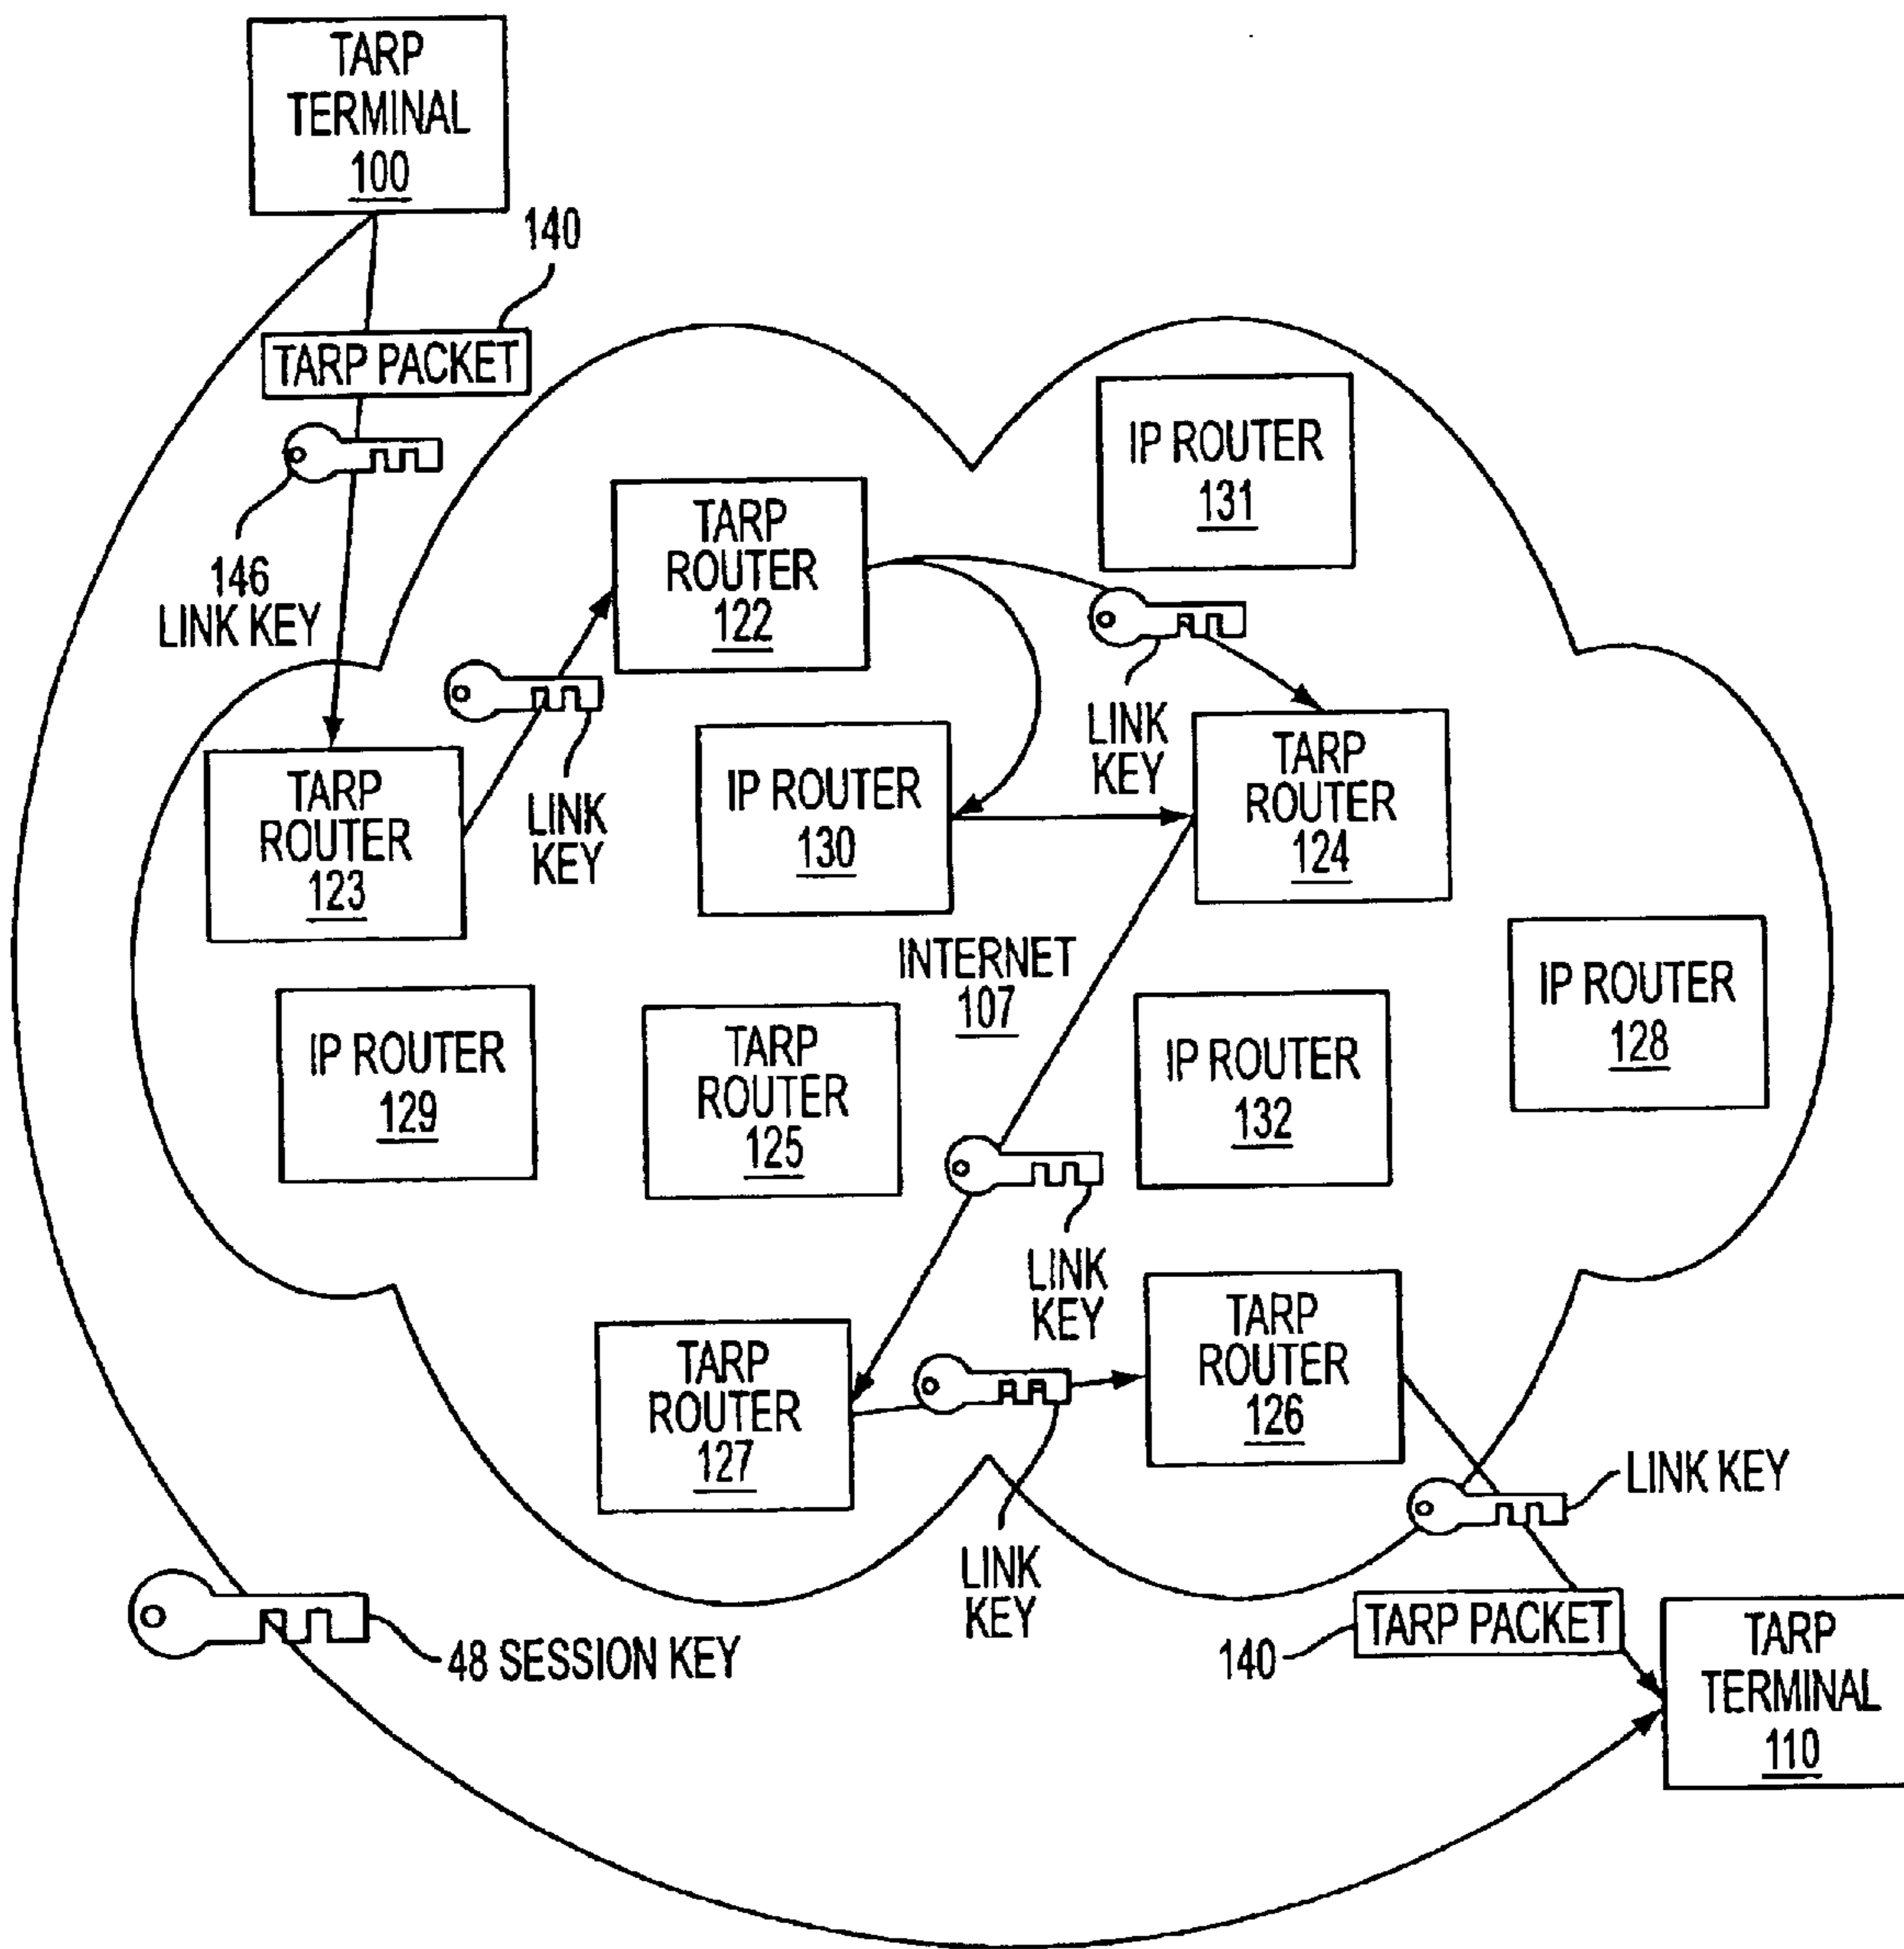 TARP
TERMINAL
100
140
TARP PACKET
146
LINK KEY
IP ROUTER
131
TARP
ROUTER
122
LINK
KEY
LINK
KEY
TARP
ROUTER
123
IP ROUTER
130
TARP
ROUTER
124
INTERNET
107
IP ROUTER
128
IP ROUTER
129
TARP
ROUTER
125
IP ROUTER
132
LINK
KEY
TARP
ROUTER
127
TARP
ROUTER
126
LINK KEY
LINK
KEY
48 SESSION KEY
140
TARP PACKET
TARP
TERMINAL
110